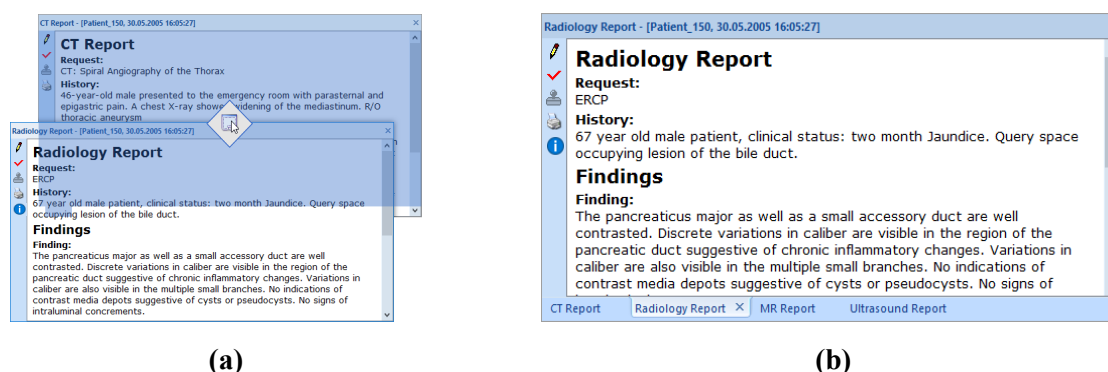 CT Report - [Patient_150, 30.05.2005 16:05:27]
CT Report
Request:
CT: Spiral Angiography of the Thorax
History:
46-year-old male presented to the emergency room with parasternal and
epigastric pain. A chest X-ray showed widening of the mediastinum. R/O
thoracic aneurysm
Radiology Report - [Patient_150, 30.05.2005 16:05:27]
Radiology Report
Request:
ERCP
History:
67 year old male patient, clinical status: two month Jaundice. Query space
occupying lesion of the bile duct.
Findings
Finding:
The pancreaticus major as well as a small accessory duct are well
contrasted. Discrete variations in caliber are visible in the region of the
pancreatic duct suggestive of chronic inflammatory changes. Variations in
caliber are also visible in the multiple small branches. No indications of
contrast media depots suggestive of cysts or pseudocysts. No signs of
intraluminal concrements.
(a)
Radiology Report - [Patient_150, 30.05.2005 16:05:27]
Radiology Report
Request:
ERCP
History:
67 year old male patient, clinical status: two month Jaundice. Query space
occupying lesion of the bile duct.
Findings
Finding:
The pancreaticus major as well as a small accessory duct are well
contrasted. Discrete variations in caliber are visible in the region of the
pancreatic duct suggestive of chronic inflammatory changes. Variations in
caliber are also visible in the multiple small branches. No indications of
contrast media depots suggestive of cysts or pseudocysts. No signs of
CT Report
Radiology Report
MR Report
Ultrasound Report
(b)